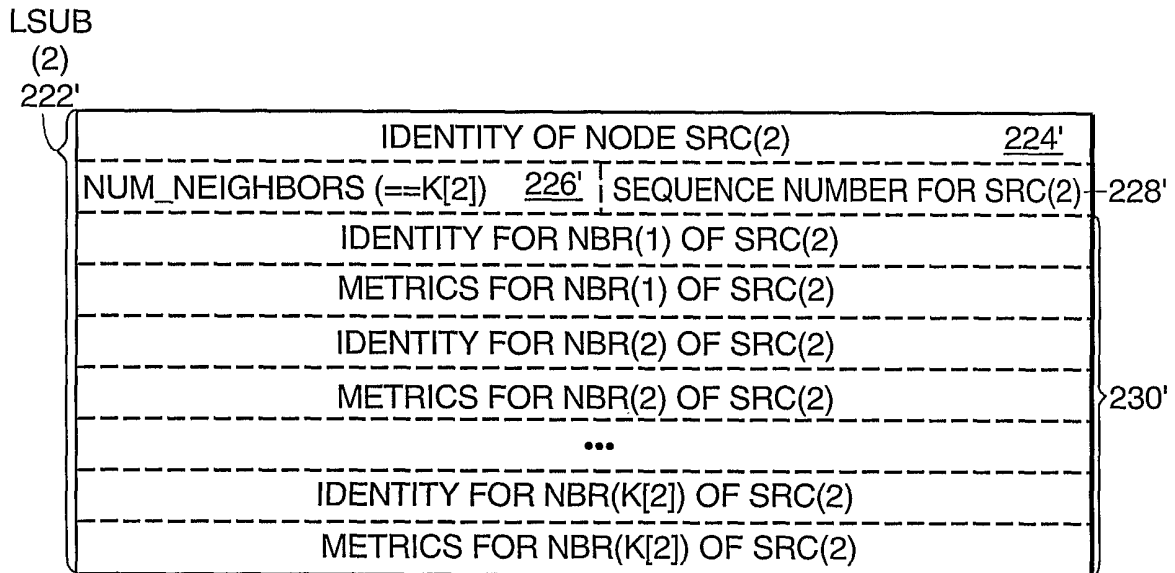 LSUB
(2)
222'
IDENTITY OF NODE SRC(2) 224'
NUM_NEIGHBORS (==K[2]) 226' SEQUENCE NUMBER FOR SRC(2) 228'
IDENTITY FOR NBR(1) OF SRC(2)
METRICS FOR NBR(1) OF SRC(2)
IDENTITY FOR NBR(2) OF SRC(2)
METRICS FOR NBR(2) OF SRC(2) 230'
•••
IDENTITY FOR NBR(K[2]) OF SRC(2)
METRICS FOR NBR(K[2]) OF SRC(2)